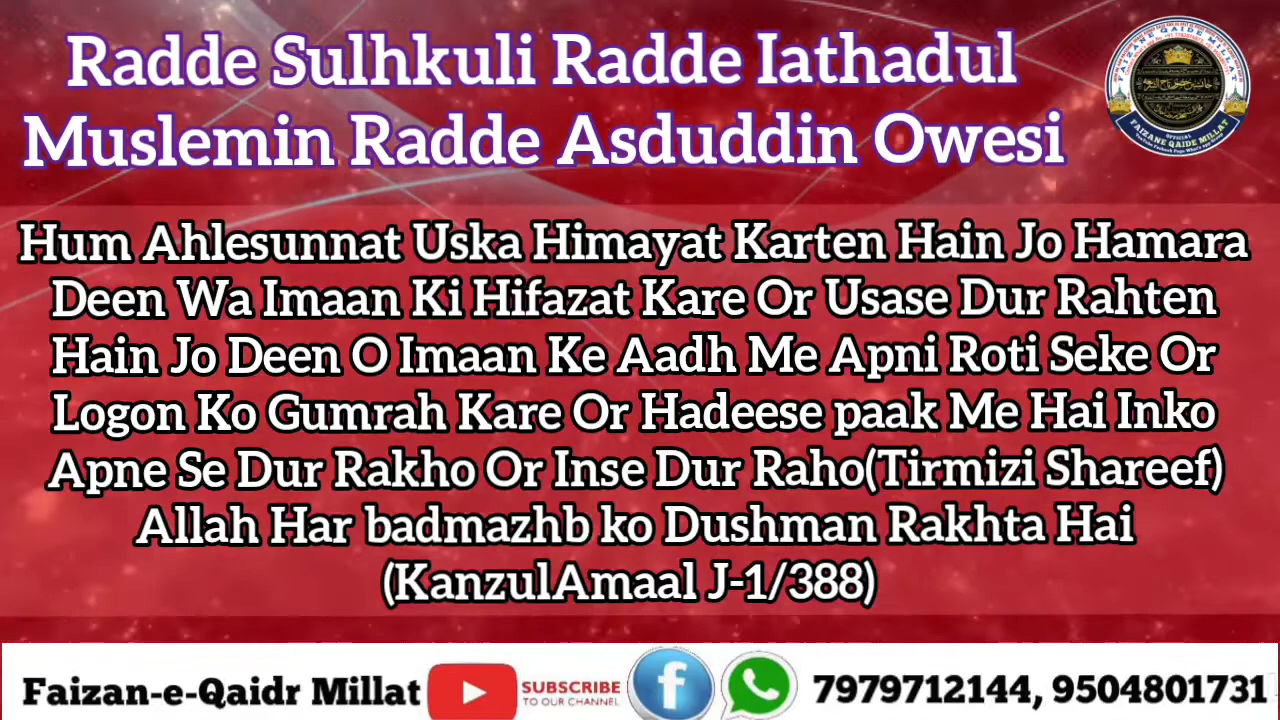 Radde Sulhkuli Radde Iathadul
Muslemin Radde Asduddin Owesi
FAIZANE QAIDE MILLAT
OFFICIAL
FAIZANE QAIDE MILLAT
Hum Ahlesunnat Uska Himayat Karten Hain Jo Hamara
Deen Wa Imaan Ki Hifazat Kare Or Usase Dur Rahten
Hain Jo Deen O Imaan Ke Aadh Me Apni Roti Seke Or
Logon Ko Gumrah Kare Or Hadeese paak Me Hai Inko
Apne Se Dur Rakho Or Inse Dur Raho(Tirmizi Shareef)
Allah Har badmazhb ko Dushman Rakhta Hai
(KanzulAmaal J-1/388)
Faizan-e-Qaidr Millat SUBSCRIBE 7979712144, 9504801731
TO OUR CHANNEL